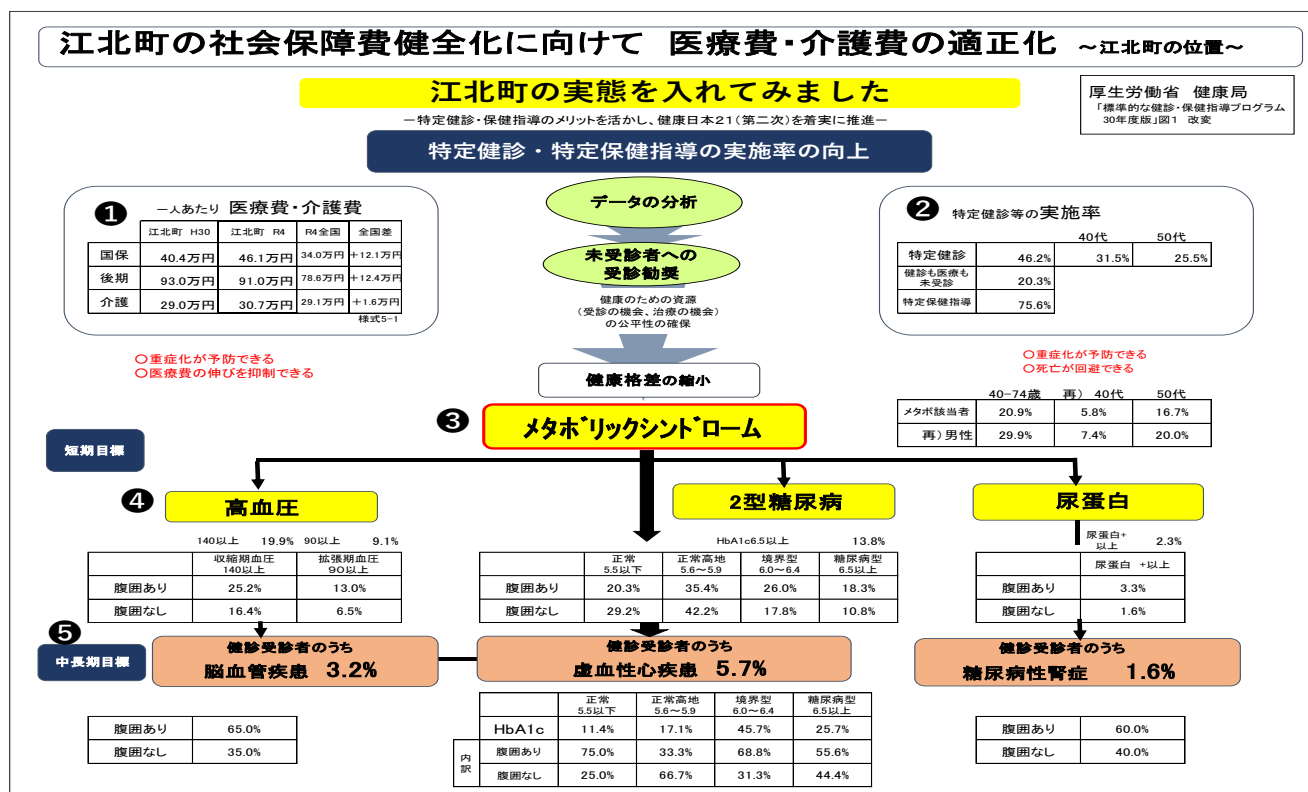 江北町の社会保障費健全化に向けて 医療費・介護費の適正化 ～江北町の位置～
江北町の実態を入れてみました
厚生労働省 健康局
「標準的な健診・保健指導プログラム
30年度版」図1 改変
－特定健診・保健指導のメリットを活かし、健康日本21（第二次）を着実に推進－
特定健診・特定保健指導の実施率の向上
❶ 一人あたり 医療費・介護費
江北町 H30 江北町 R4 R4全国 全国差
国保 40.4万円 46.1万円 34.0万円 +12.1万円
後期 93.0万円 91.0万円 78.6万円 +12.4万円
介護 29.0万円 30.7万円 29.1万円 +1.6万円
様式5-1
〇重症化が予防できる
〇医療費の伸びを抑制できる
データの分析
未受診者への
受診勧奨
健康のための資源
（受診の機会、治療の機会）
の公平性の確保
健康格差の縮小
❷ 特定健診等の実施率
40代 50代
特定健診 46.2% 31.5% 25.5%
健診も医療も
未受診 20.3%
特定保健指導 75.6%
〇重症化が予防できる
〇死亡が回避できる
40-74歳 再） 40代 50代
メタボ該当者 20.9% 5.8% 16.7%
再）男性 29.9% 7.4% 20.0%
❸ メタボリックシンドローム
短期目標
❹ 高血圧
140以上 19.9% 90以上 9.1%
収縮期血圧 拡張期血圧
140以上 90以上
腹囲あり 25.2% 13.0%
腹囲なし 16.4% 6.5%
2型糖尿病
HbA1c6.5以上 13.8%
正常 正常高地 境界型 糖尿病型
5.5以下 5.6～5.9 6.0～6.4 6.5以上
腹囲あり 20.3% 35.4% 26.0% 18.3%
腹囲なし 29.2% 42.2% 17.8% 10.8%
尿蛋白
尿蛋白+
以上 2.3%
尿蛋白 +以上
腹囲あり 3.3%
腹囲なし 1.6%
❺
中長期目標
健診受診者のうち
脳血管疾患 3.2%
腹囲あり 65.0%
腹囲なし 35.0%
健診受診者のうち
虚血性心疾患 5.7%
正常 正常高地 境界型 糖尿病型
5.5以下 5.6～5.9 6.0～6.4 6.5以上
HbA1c 11.4% 17.1% 45.7% 25.7%
内訳
腹囲あり 75.0% 33.3% 68.8% 55.6%
腹囲なし 25.0% 66.7% 31.3% 44.4%
健診受診者のうち
糖尿病性腎症 1.6%
腹囲あり 60.0%
腹囲なし 40.0%